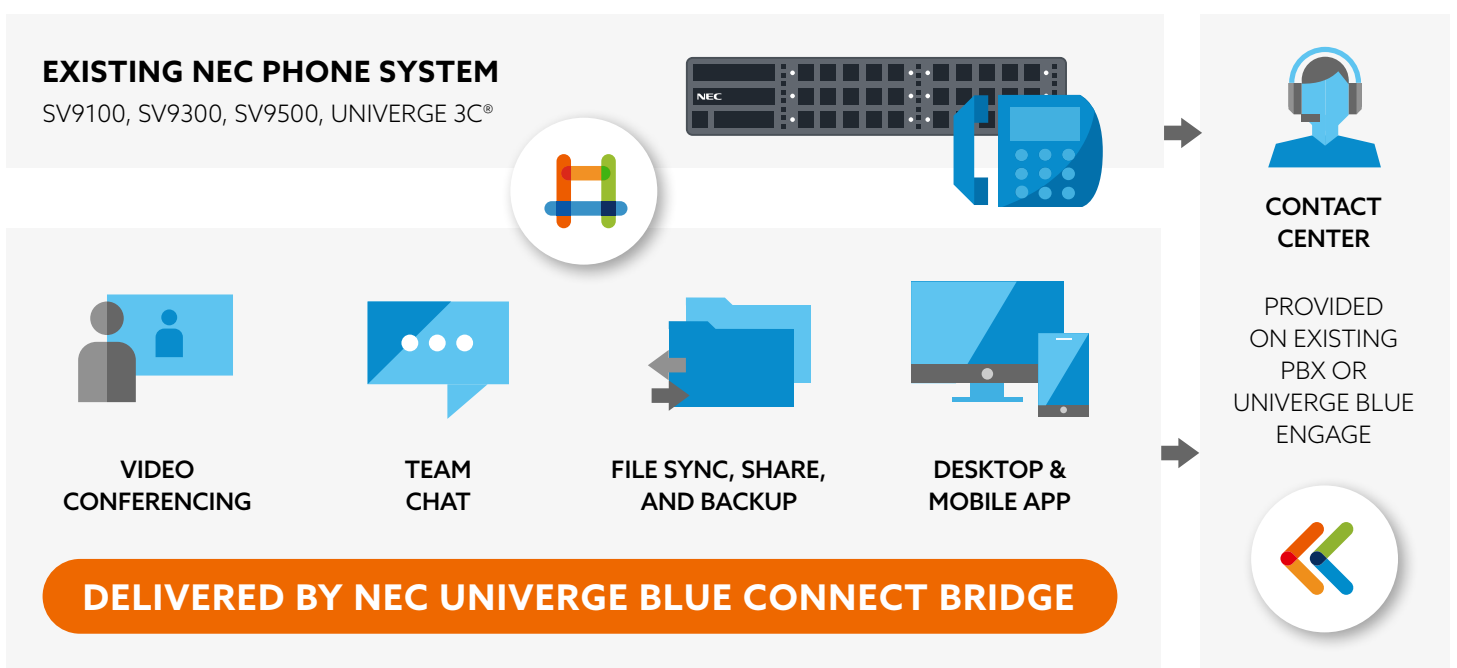 EXISTING NEC PHONE SYSTEM
SV9100, SV9300, SV9500, UNIVERGE 3C®
NEC
VIDEO
CONFERENCING
TEAM
CHAT
FILE SYNC, SHARE,
AND BACKUP
DESKTOP &
MOBILE APP
DELIVERED BY NEC UNIVERGE BLUE CONNECT BRIDGE
CONTACT
CENTER
PROVIDED
ON EXISTING
PBX OR
UNIVERGE BLUE
ENGAGE